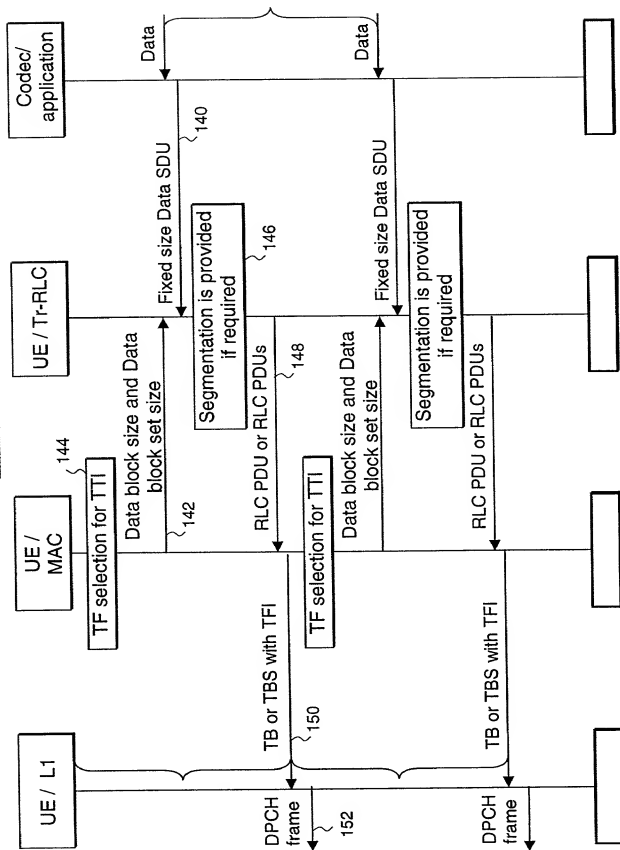 UE / L1
UE /
MAC
UE / Tr-RLC
Codec/
application
144
TF selection for TTI
Data
Data block size and Data
block set size
142
Fixed size Data SDU
140
Segmentation is provided
if required
146
RLC PDU or RLC PDUs
148
TB or TBS with TFI
150
DPCH
frame
152
TF selection for TTI
Data
Data block size and Data
block set size
Fixed size Data SDU
Segmentation is provided
if required
RLC PDU or RLC PDUs
TB or TBS with TFI
DPCH
frame